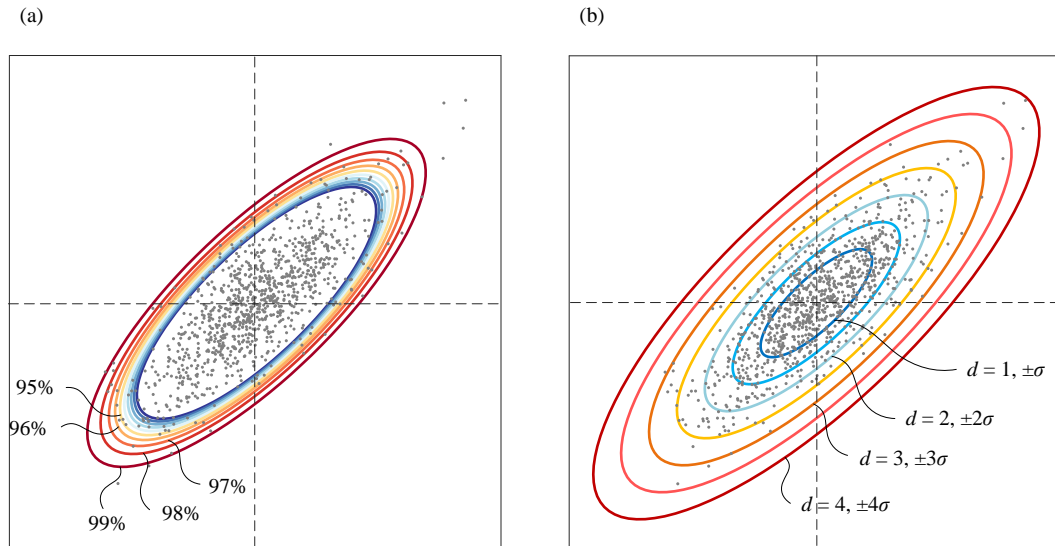 (a)
(b)
95%
96%
97%
98%
99%
d = 1, ±σ
d = 2, ±2σ
d = 3, ±3σ
d = 4, ±4σ